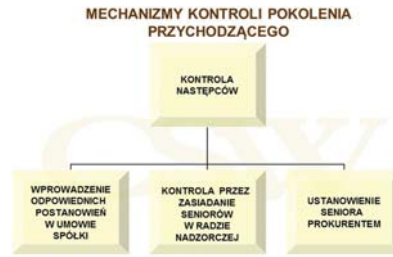 MECHANIZMY KONTROLI POKOLENIA
PRZYCHODZĄCEGO
KONTROLA
NASTĘPCÓW
WPROWADZENIE
ODPOWIEDNICH
POSTANOWIEŃ
W UMOWIE
SPÓŁKI
KONTROLA PRZEZ
ZASIADANIE
SENIORÓW
W RADZIE
NADZORCZEJ
USTANOWIENIE
SENIORA
PROKURENTEM